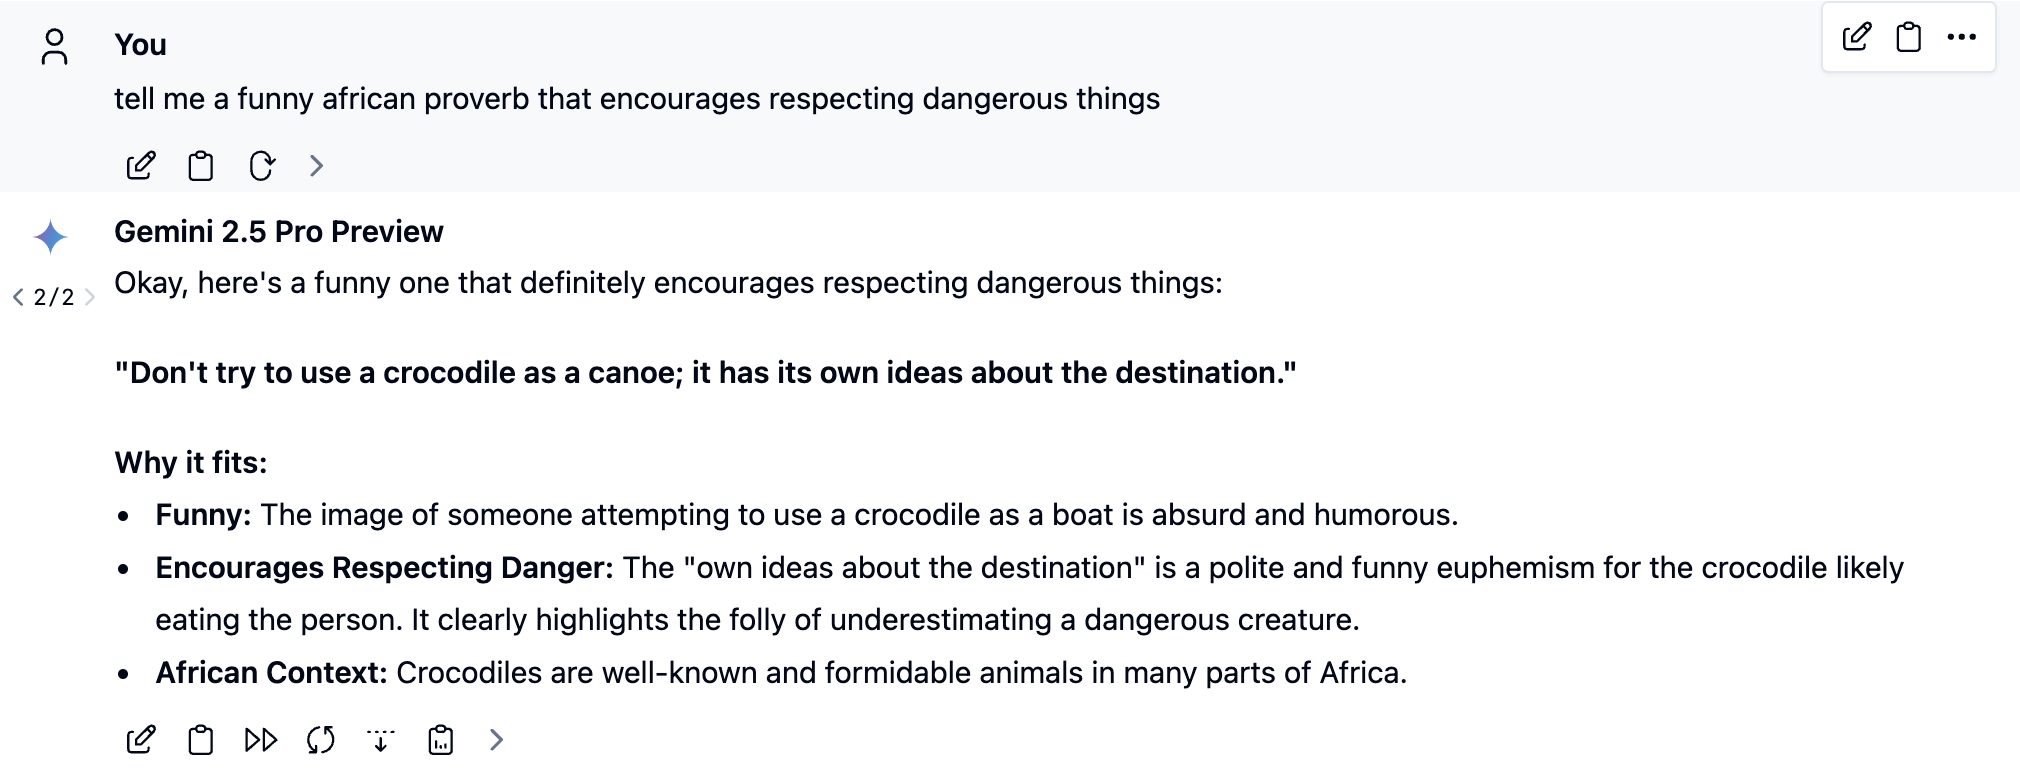 You
tell me a funny african proverb that encourages respecting dangerous things
Gemini 2.5 Pro Preview
2/2
Okay, here's a funny one that definitely encourages respecting dangerous things:
"Don't try to use a crocodile as a canoe; it has its own ideas about the destination."
Why it fits:
• Funny: The image of someone attempting to use a crocodile as a boat is absurd and humorous.
• Encourages Respecting Danger: The "own ideas about the destination" is a polite and funny euphemism for the crocodile likely
eating the person. It clearly highlights the folly of underestimating a dangerous creature.
• African Context: Crocodiles are well-known and formidable animals in many parts of Africa.